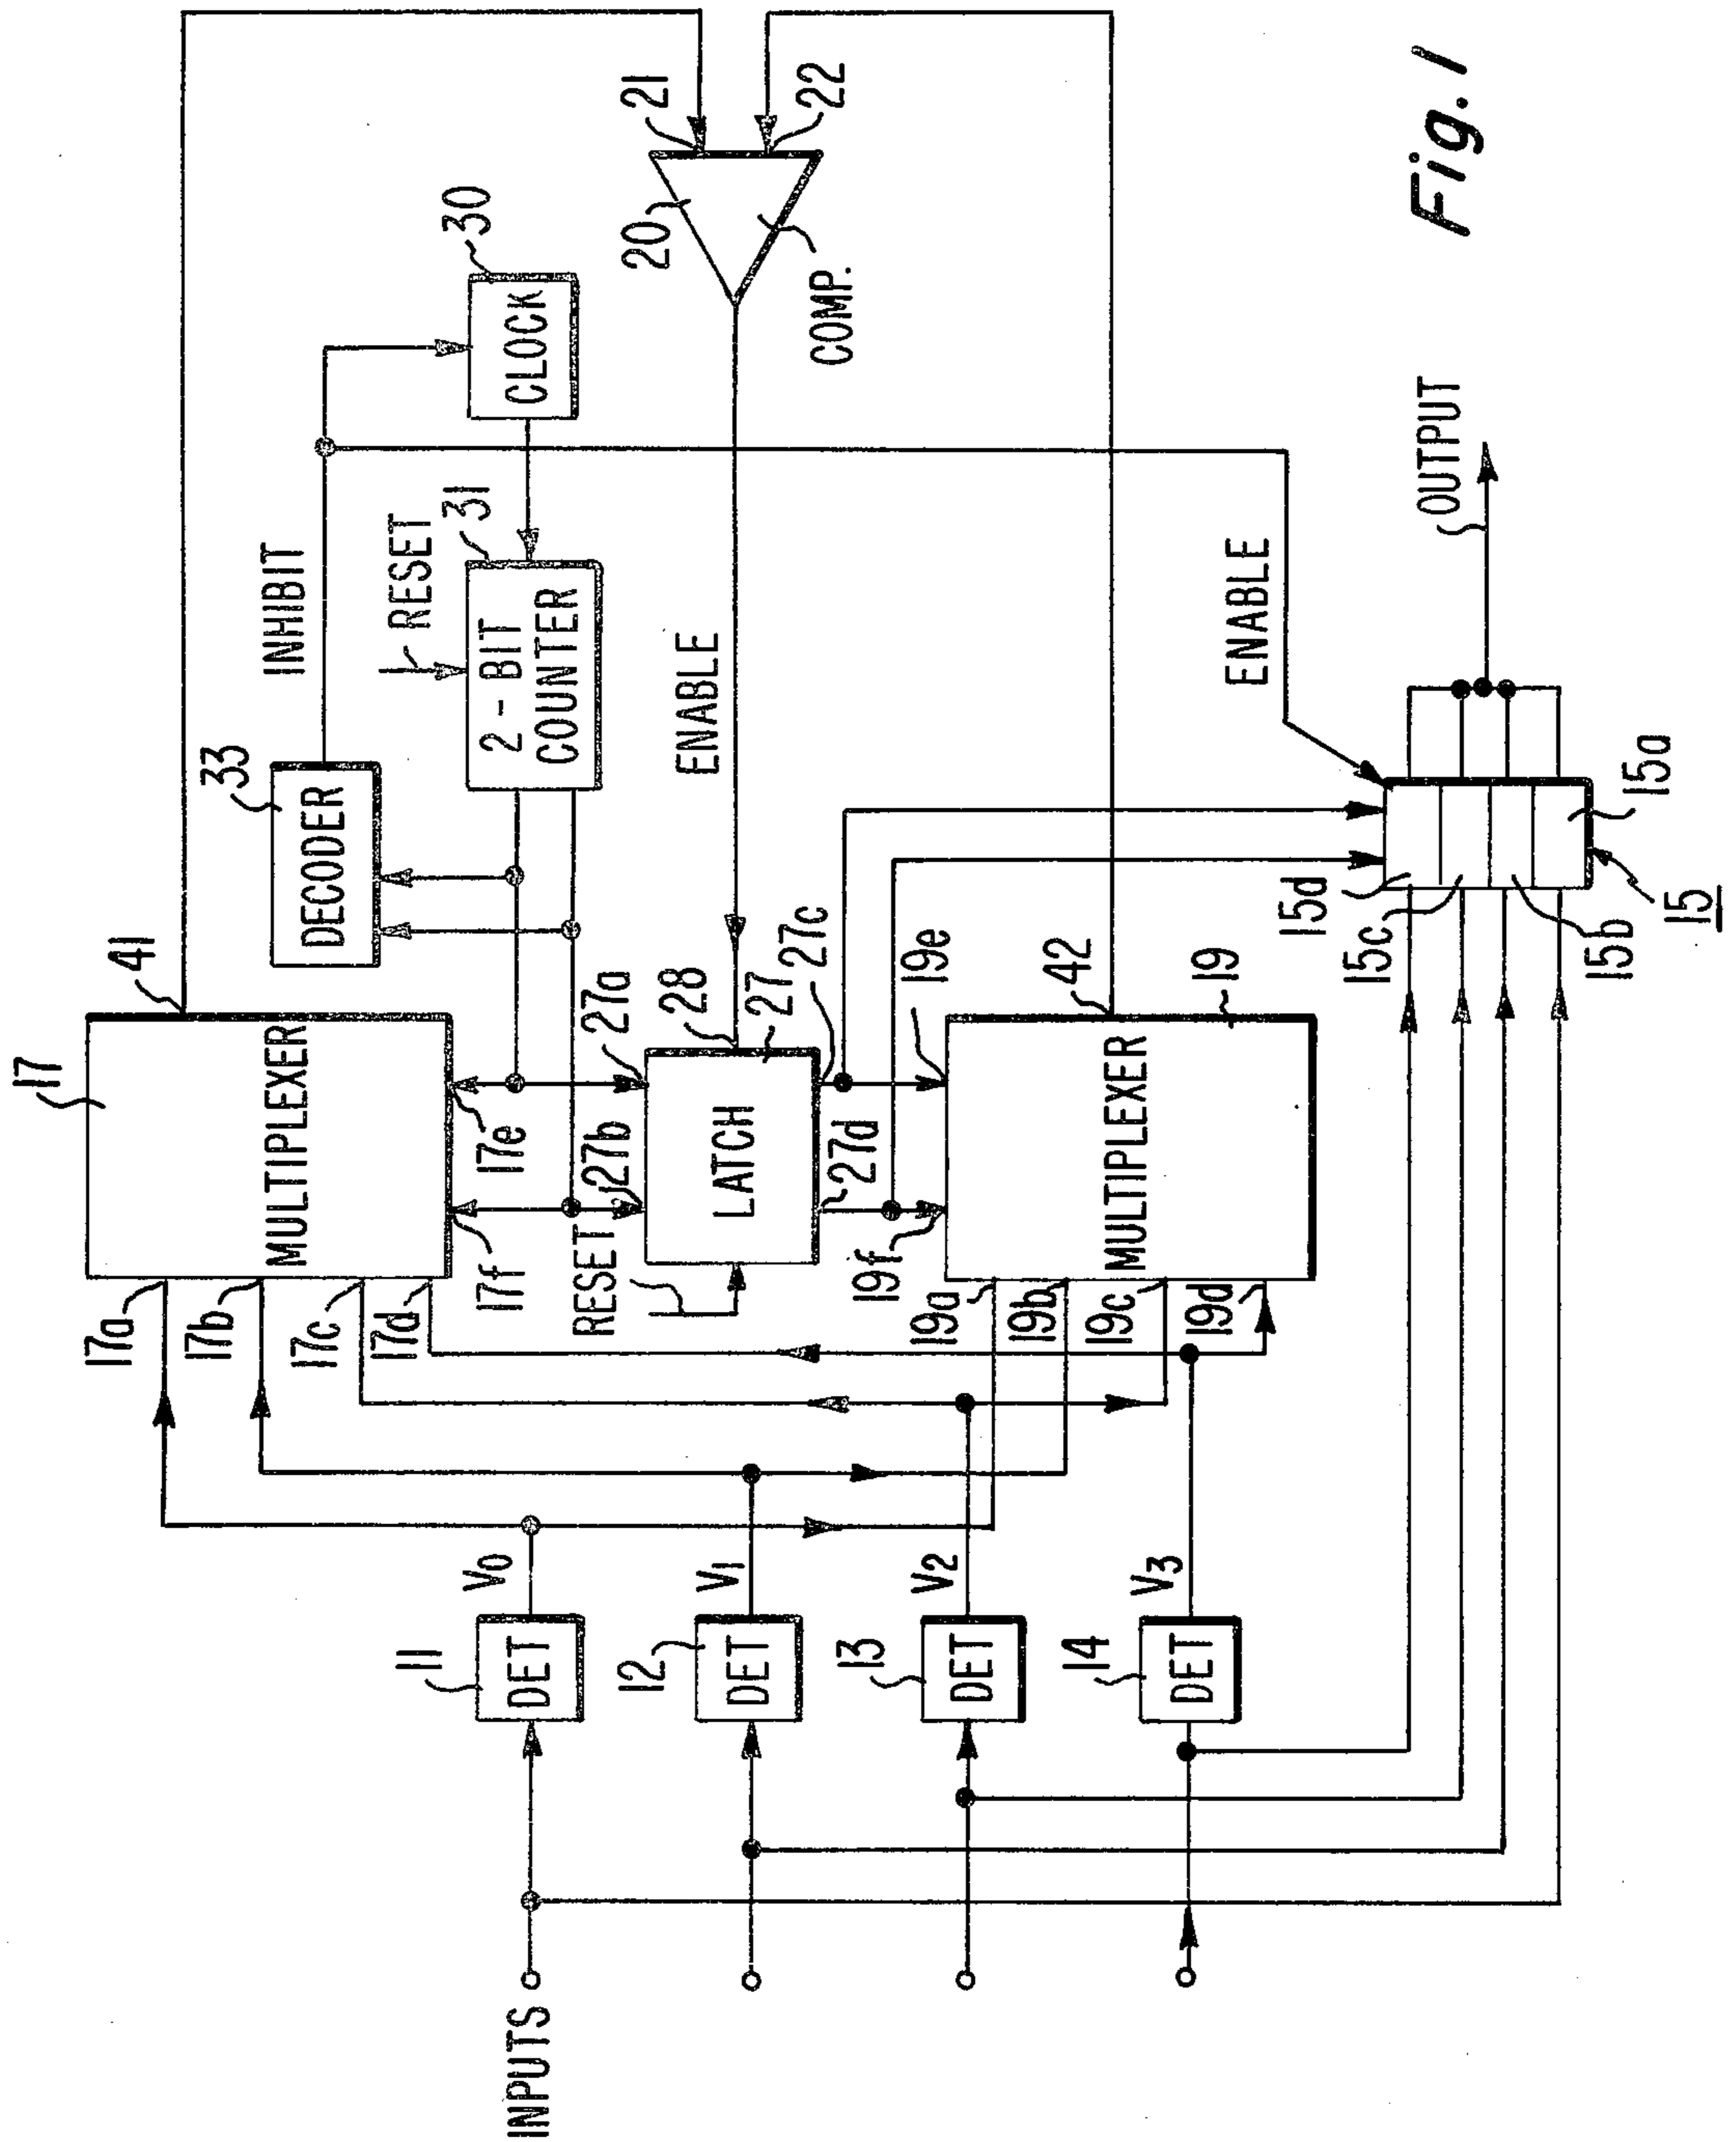 17
41
MULTIPLEXER
17a
17b
17c
17d
17e
17f
33
DECODER
INHIBIT
RESET
31
2-BIT
COUNTER
30
CLOCK
21
22
20
COMP.
ENABLE
27a
27b
28
27
27c
27d
LATCH
RESET
19e
19f
42
19
MULTIPLEXER
19a
19b
19c
19d
INPUTS
11
DET
V0
12
DET
V1
13
DET
V2
14
DET
V3
ENABLE
OUTPUT
15d
15c
15b
15a
15
Fig. 1